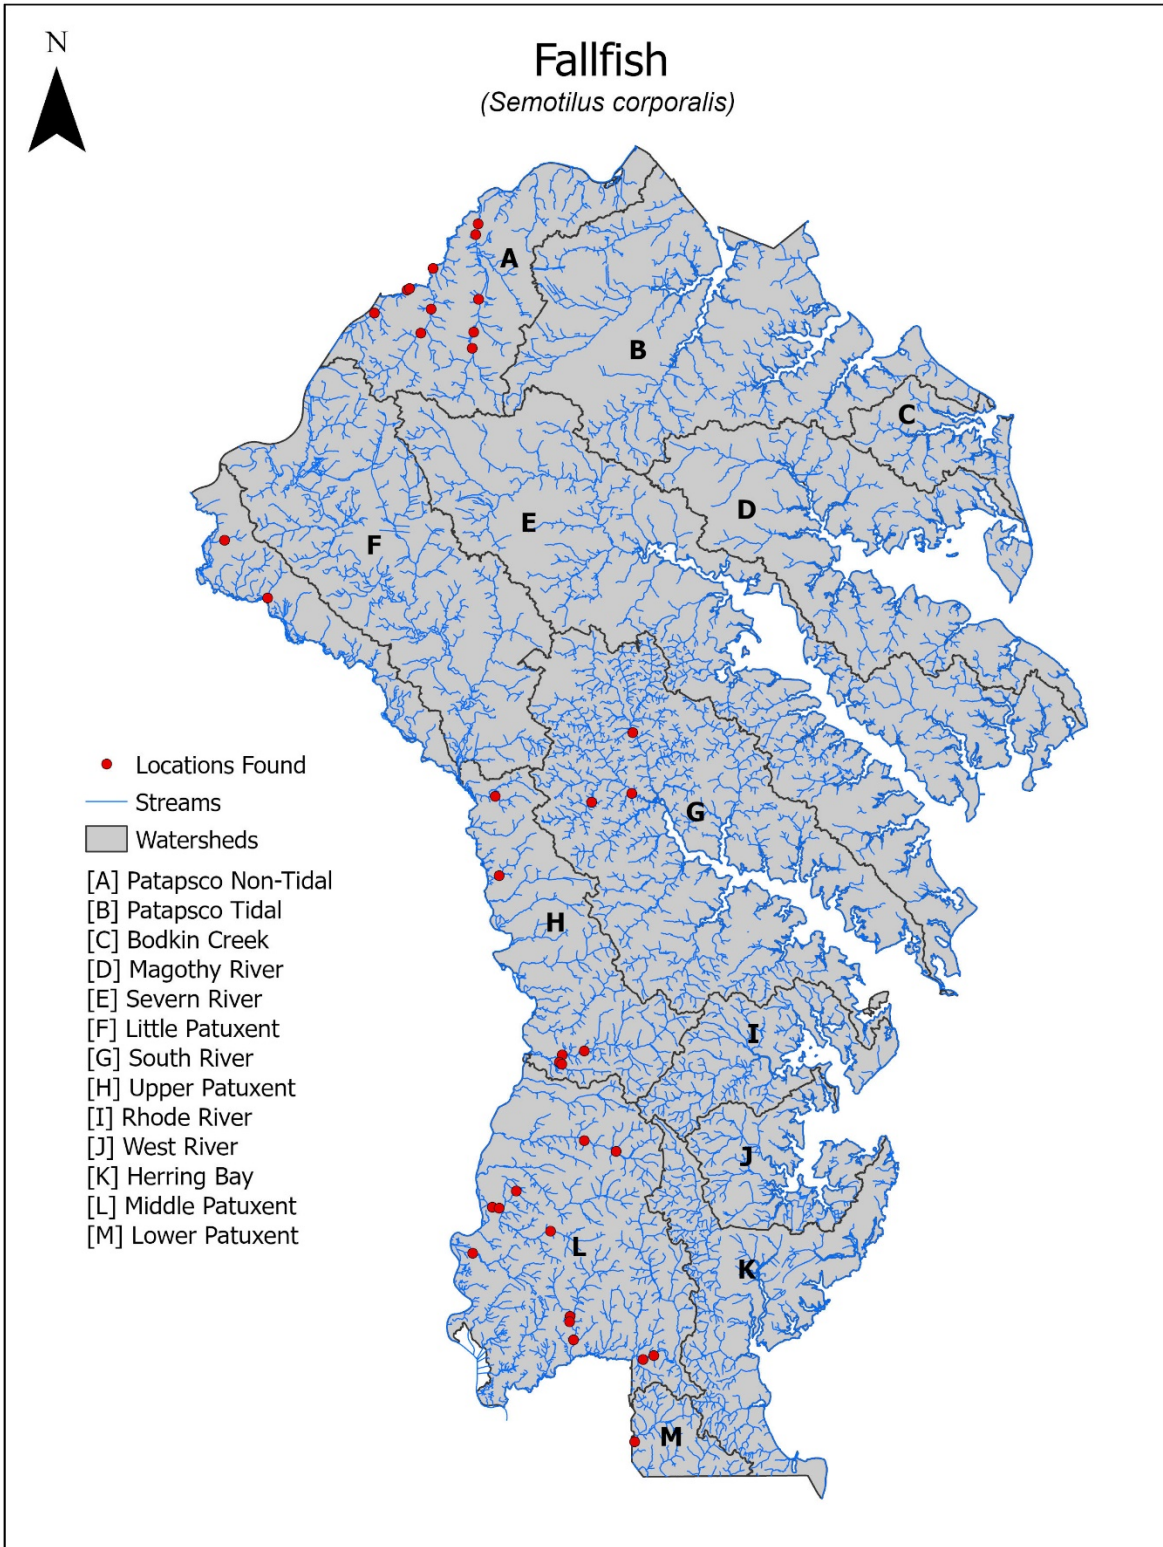 N
Fallfish
(Semotilus corporalis)
A
B
C
D
E
F
G
H
I
J
K
L
M
Locations Found
Streams
Watersheds
[A] Patapsco Non-Tidal
[B] Patapsco Tidal
[C] Bodkin Creek
[D] Magothy River
[E] Severn River
[F] Little Patuxent
[G] South River
[H] Upper Patuxent
[I] Rhode River
[J] West River
[K] Herring Bay
[L] Middle Patuxent
[M] Lower Patuxent